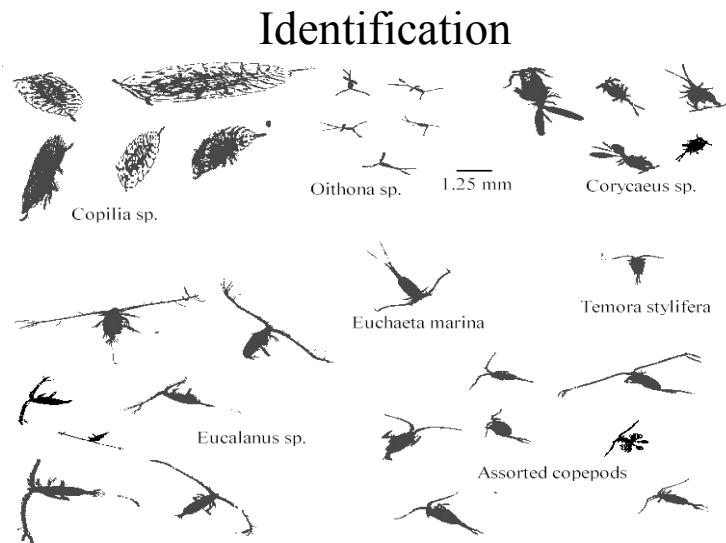 Identification
Copilia sp.
Oithona sp.
1.25 mm
Corycaeus sp.
Euchaeta marina
Temora stylifera
Eucalanus sp.
Assorted copepods